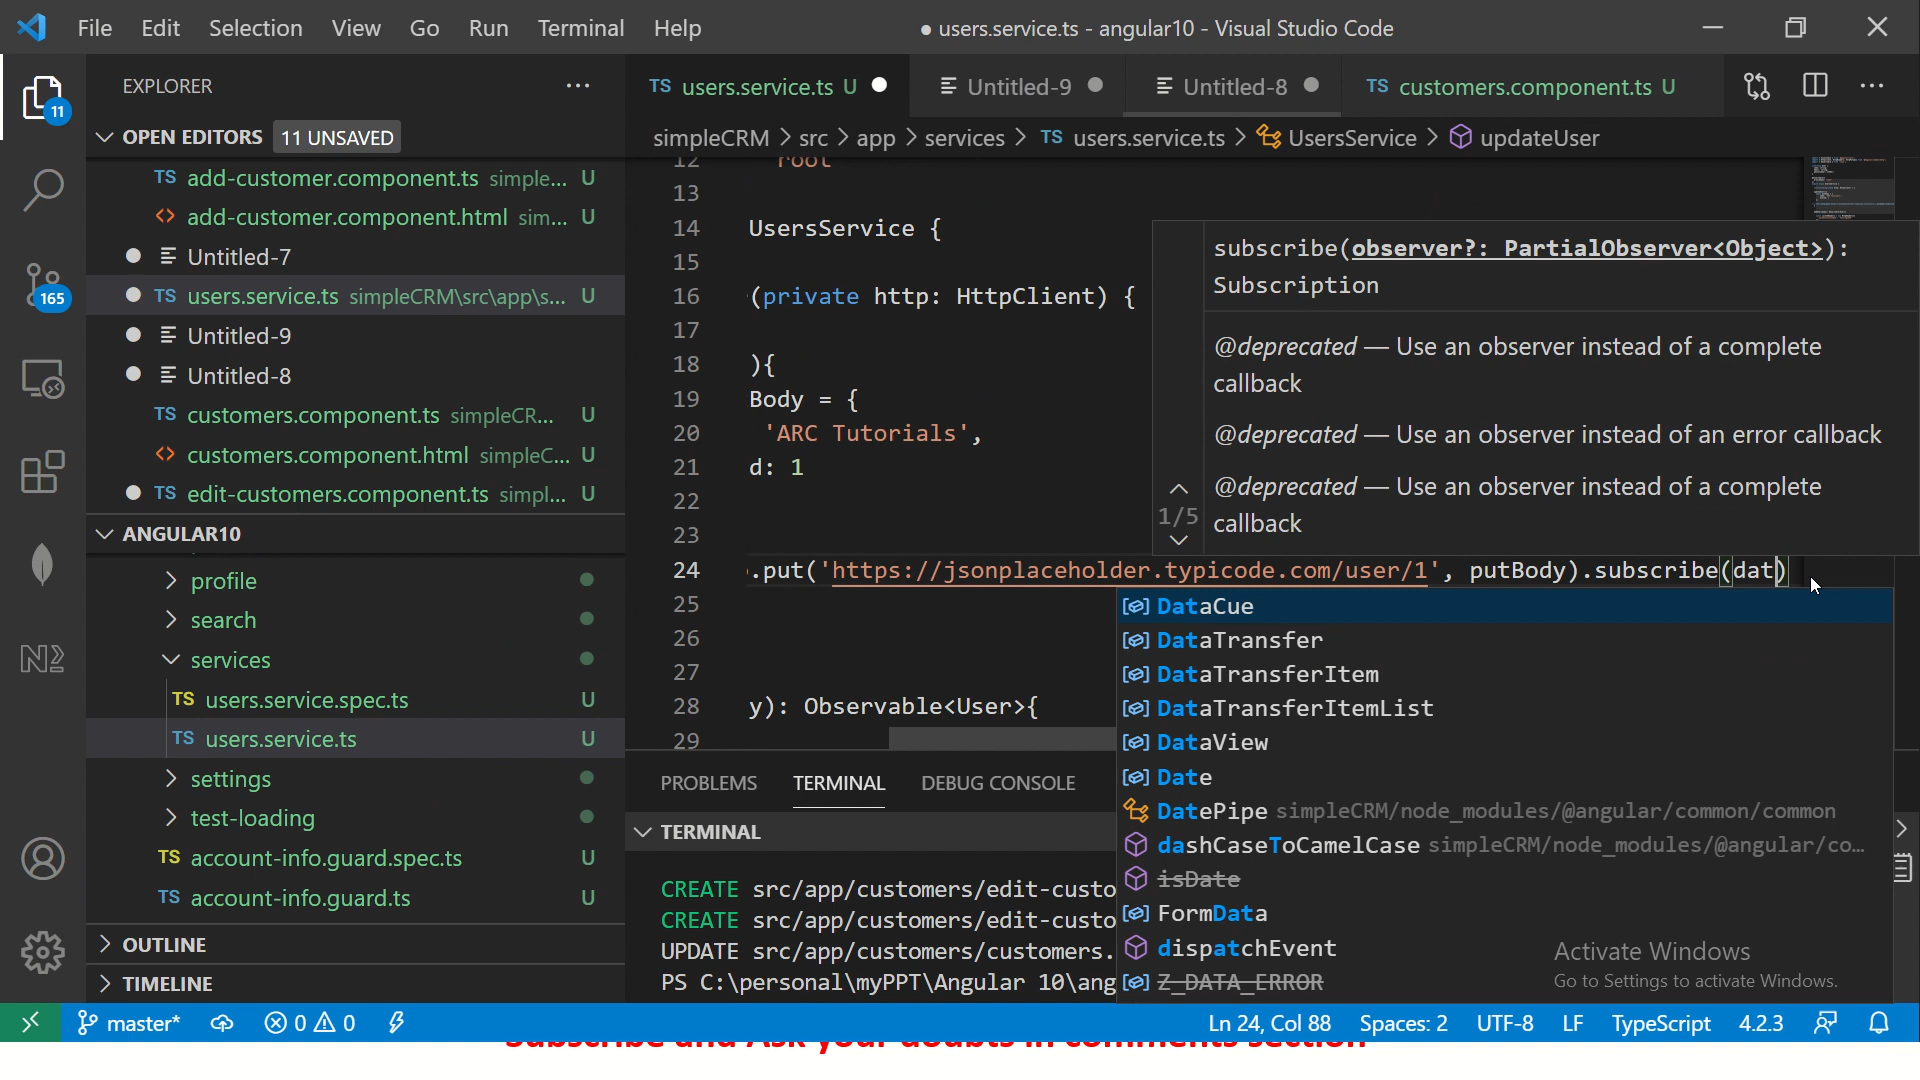 File Edit Selection View Go Run Terminal Help
● users.service.ts - angular10 - Visual Studio Code
EXPLORER
OPEN EDITORS 11 UNSAVED
TS add-customer.component.ts simple... U
<> add-customer.component.html sim... U
Untitled-7
TS users.service.ts simpleCRM\src\app\s... U
Untitled-9
Untitled-8
TS customers.component.ts simpleCR... U
<> customers.component.html simpleC... U
TS edit-customers.component.ts simpl... U
ANGULAR10
profile
search
services
TS users.service.spec.ts U
TS users.service.ts U
settings
test-loading
TS account-info.guard.spec.ts U
TS account-info.guard.ts U
OUTLINE
TIMELINE
11
165
TS users.service.ts U
Untitled-9
Untitled-8
TS customers.component.ts U
simpleCRM > src > app > services > TS users.service.ts > UsersService > updateUser
12 'root'
13
14 UsersService {
15
16 (private http: HttpClient) {
17
18 ){
19 Body = {
20 'ARC Tutorials',
21 d: 1
22
23
24 .put('https://jsonplaceholder.typicode.com/user/1', putBody).subscribe(dat)
25
26
27
28 y): Observable<User>{
29
subscribe(observer?: PartialObserver<Object>):
Subscription
@deprecated — Use an observer instead of a complete
callback
@deprecated — Use an observer instead of an error callback
@deprecated — Use an observer instead of a complete
callback
1/5
DataCue
DataTransfer
DataTransferItem
DataTransferItemList
DataView
Date
DatePipe simpleCRM/node_modules/@angular/common/common
dashCaseToCamelCase simpleCRM/node_modules/@angular/co...
isDate
FormData
dispatchEvent
Z_DATA_ERROR
PROBLEMS TERMINAL DEBUG CONSOLE
TERMINAL
CREATE src/app/customers/edit-custo
CREATE src/app/customers/edit-custo
UPDATE src/app/customers/customers.
PS C:\personal\myPPT\Angular 10\ang
Activate Windows
Go to Settings to activate Windows.
master* 0 0 Ln 24, Col 88 Spaces: 2 UTF-8 LF TypeScript 4.2.3
Subscribe and Ask your doubts in comments section